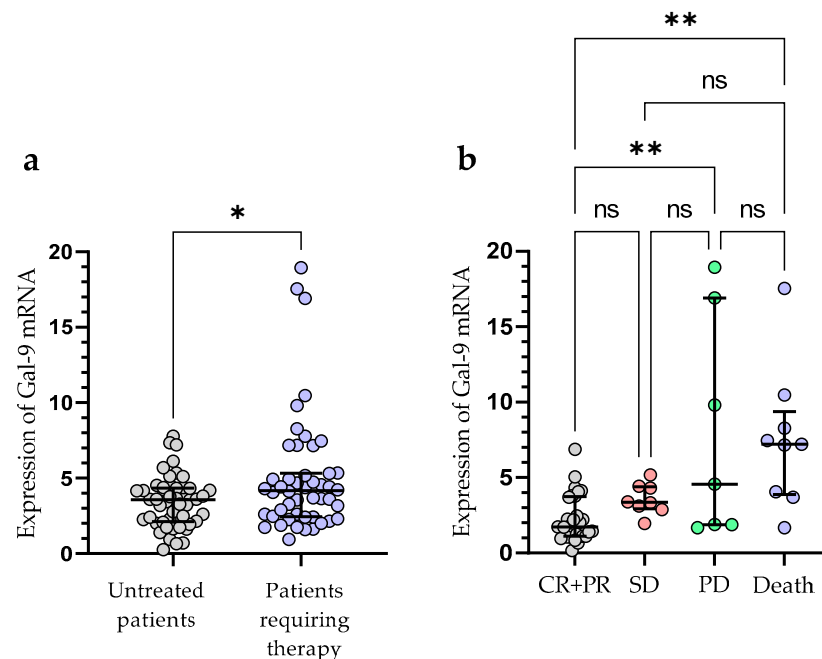 a
*
Expression of Gal-9 mRNA
20
15
10
5
0
Untreated
patients
Patients
requiring
therapy
b
**
ns
**
ns
ns
ns
Expression of Gal-9 mRNA
20
15
10
5
0
CR+PR
SD
PD
Death